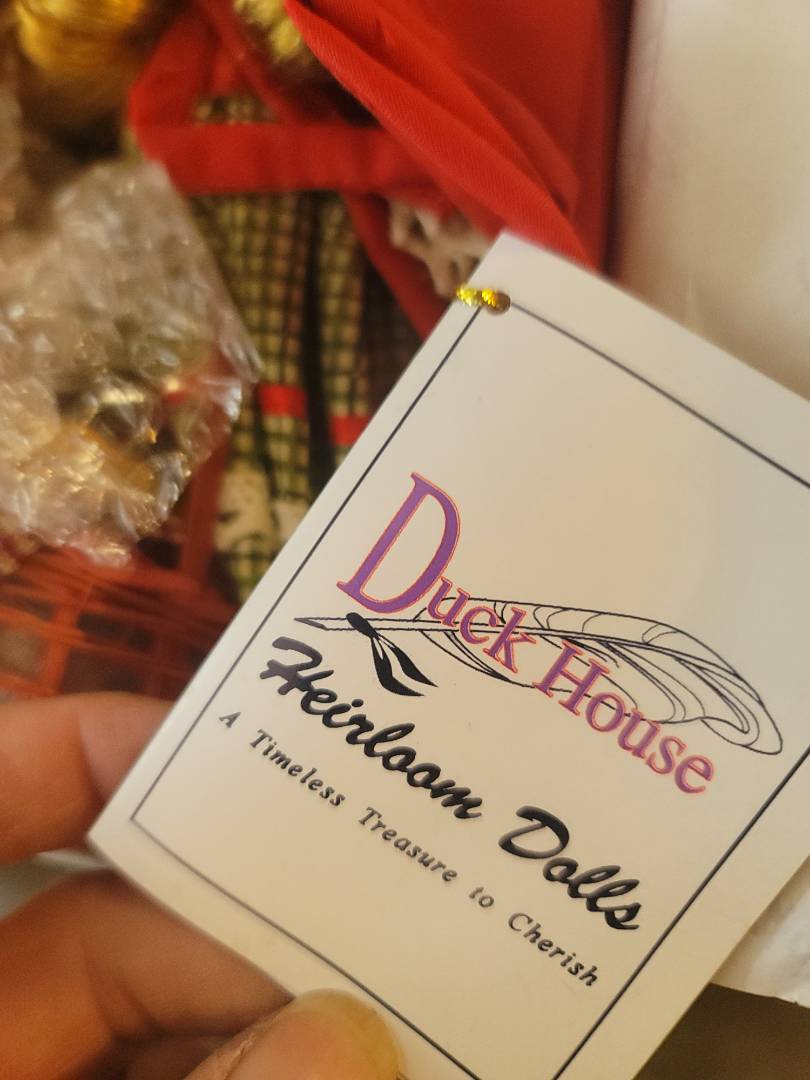 Duck House
Heirloom Dolls
A Timeless Treasure to Cherish